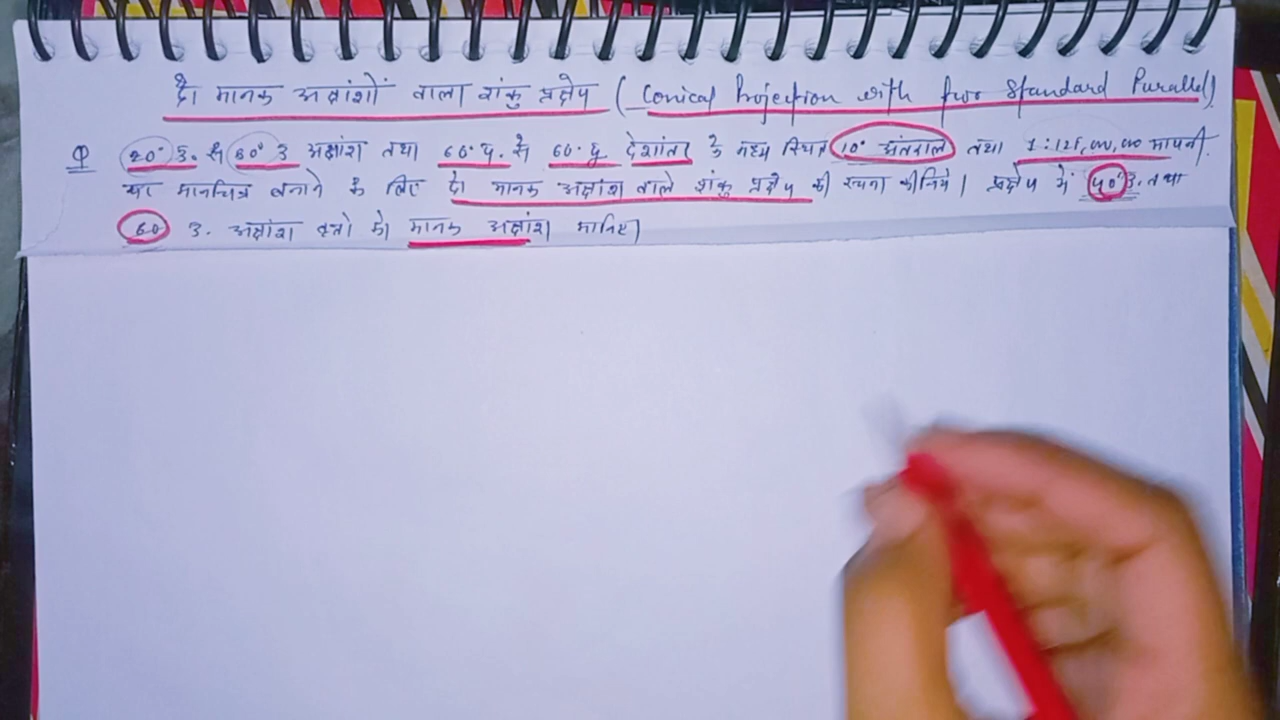 दो मानक अक्षांशों वाला शंकु प्रक्षेप ( Conical Projection with two Standard Parallel)
Q 20° उ. से 80° उ अक्षांश तथा 60° प. से 60° पू देशांतर के मध्य स्थित 10° अंतराल तथा 1:125,000,000 मापनी.
का मानचित्र बनाने के लिए दो मानक अक्षांश वाले शंकु प्रक्षेप की रचना कीजिये। प्रक्षेप में 40° उ. तथा
60 उ. अक्षांश वृत्तो को मानक अक्षांश मानिए।